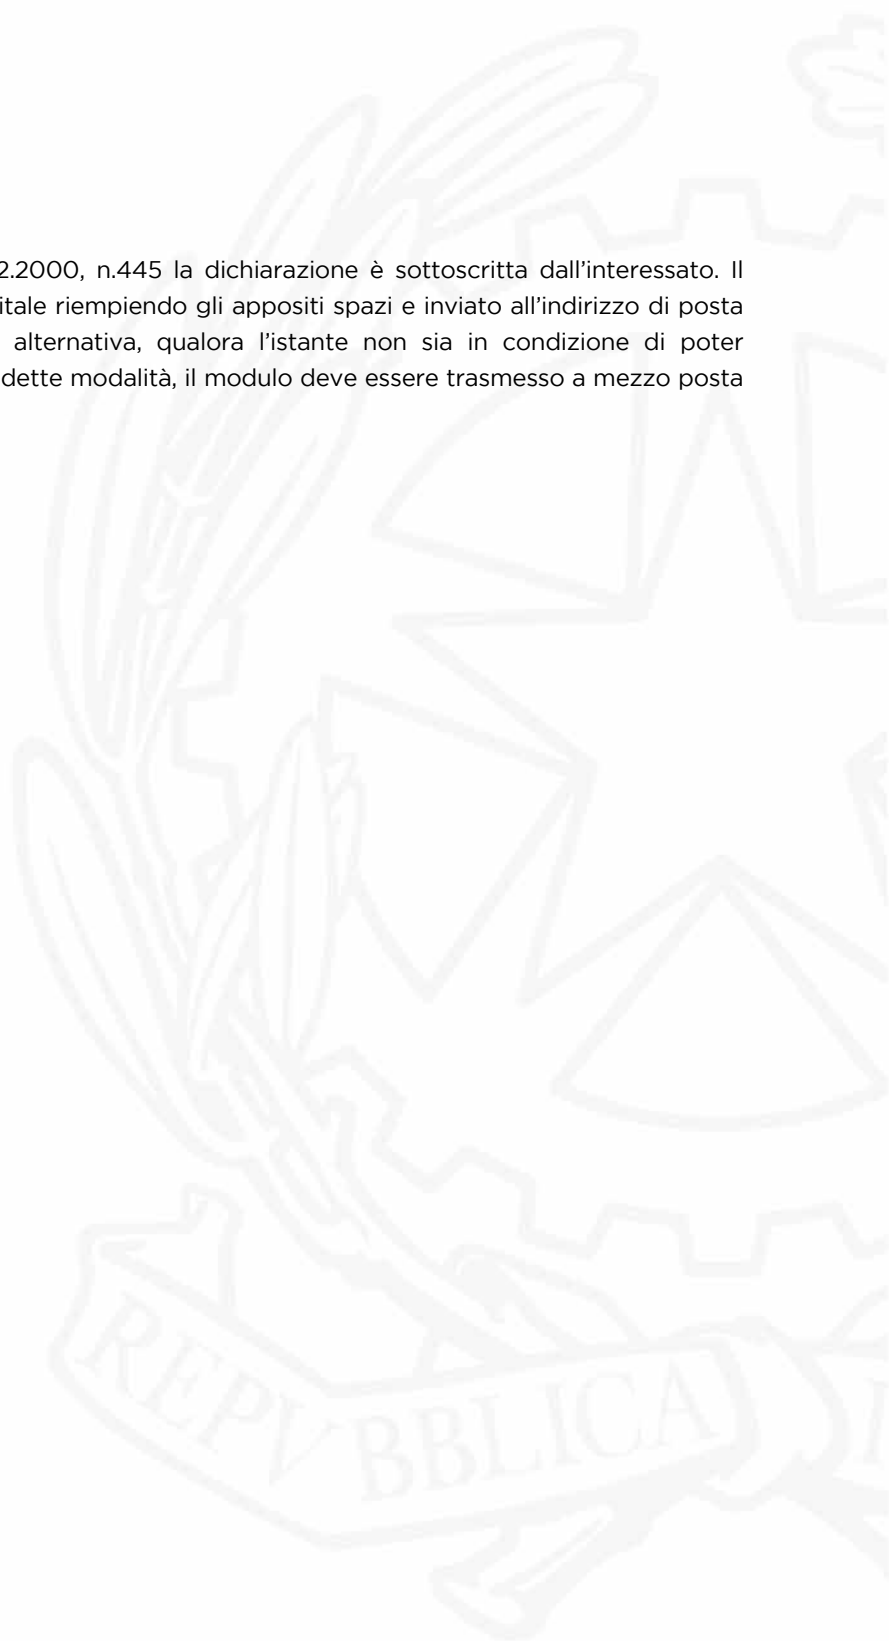 2.2000, n.445 la dichiarazione è sottoscritta dall’interessato. Il
itale riempiendo gli appositi spazi e inviato all’indirizzo di posta
alternativa, qualora l’istante non sia in condizione di poter
dette modalità, il modulo deve essere trasmesso a mezzo posta
REPVBBLICA I